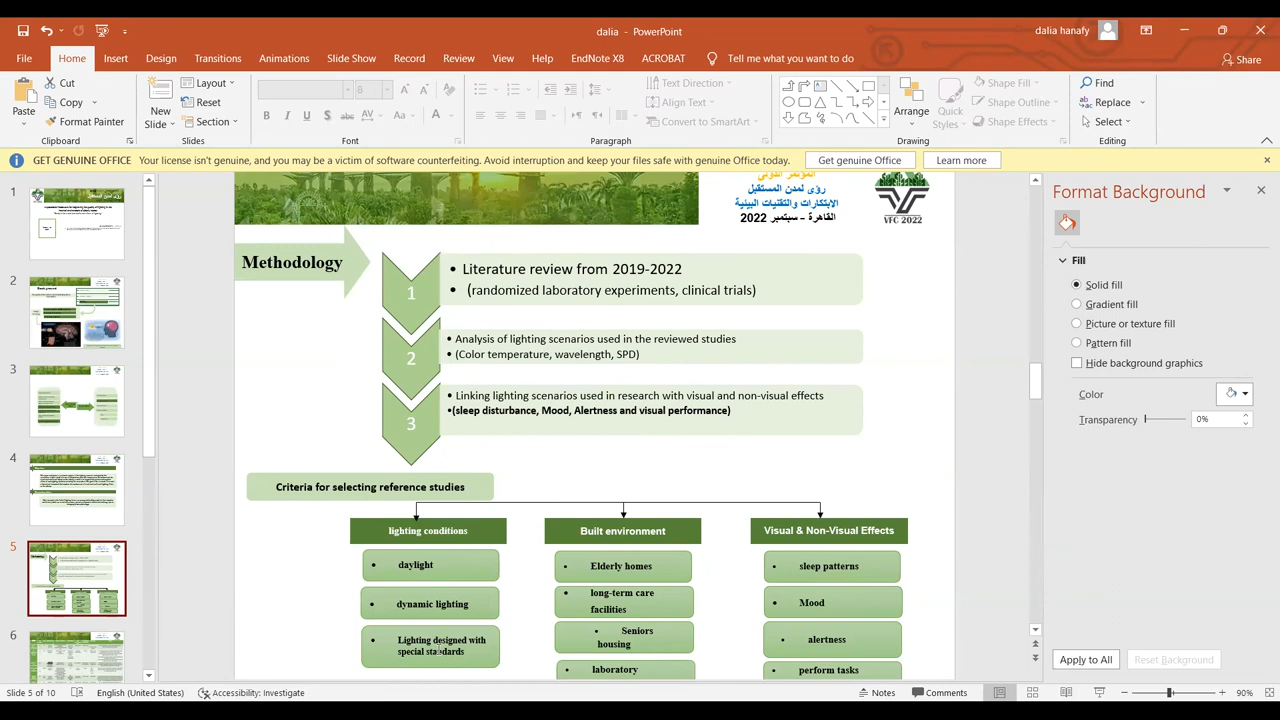 dalia - PowerPoint
dalia hanafy
File Home Insert Design Transitions Animations Slide Show Record Review View Help EndNote X8 ACROBAT Tell me what you want to do
Share
Paste
Cut
Copy
Format Painter
Clipboard
New Slide
Layout
Reset
Section
Slides
B I U S abc AV Aa A
Font
Text Direction
Align Text
Convert to SmartArt
Paragraph
Arrange
Quick Styles
Shape Fill
Shape Outline
Shape Effects
Drawing
Find
Replace
Select
Editing
GET GENUINE OFFICE Your license isn't genuine, and you may be a victim of software counterfeiting. Avoid interruption and keep your files safe with genuine Office today. Get genuine Office Learn more
1
2
3
4
5
6
المؤتمر الدولى
رؤى لمدن المستقبل
الابتكارات والتقنيات البيئية
القاهرة – سبتمبر 2022
VFC 2022
Methodology
1
• Literature review from 2019-2022
• (randomized laboratory experiments, clinical trials)
2
• Analysis of lighting scenarios used in the reviewed studies
• (Color temperature, wavelength, SPD)
3
• Linking lighting scenarios used in research with visual and non-visual effects
•(sleep disturbance, Mood, Alertness and visual performance)
Criteria for selecting reference studies
lighting conditions
• daylight
• dynamic lighting
• Lighting designed with
special standards
Built environment
• Elderly homes
• long-term care
facilities
• Seniors
housing
• laboratory
Visual & Non-Visual Effects
• sleep patterns
• Mood
• alertness
• perform tasks
Format Background
Fill
Solid fill
Gradient fill
Picture or texture fill
Pattern fill
Hide background graphics
Color
Transparency 0%
Apply to All Reset Background
Slide 5 of 10 English (United States) Accessibility: Investigate Notes Comments 90%